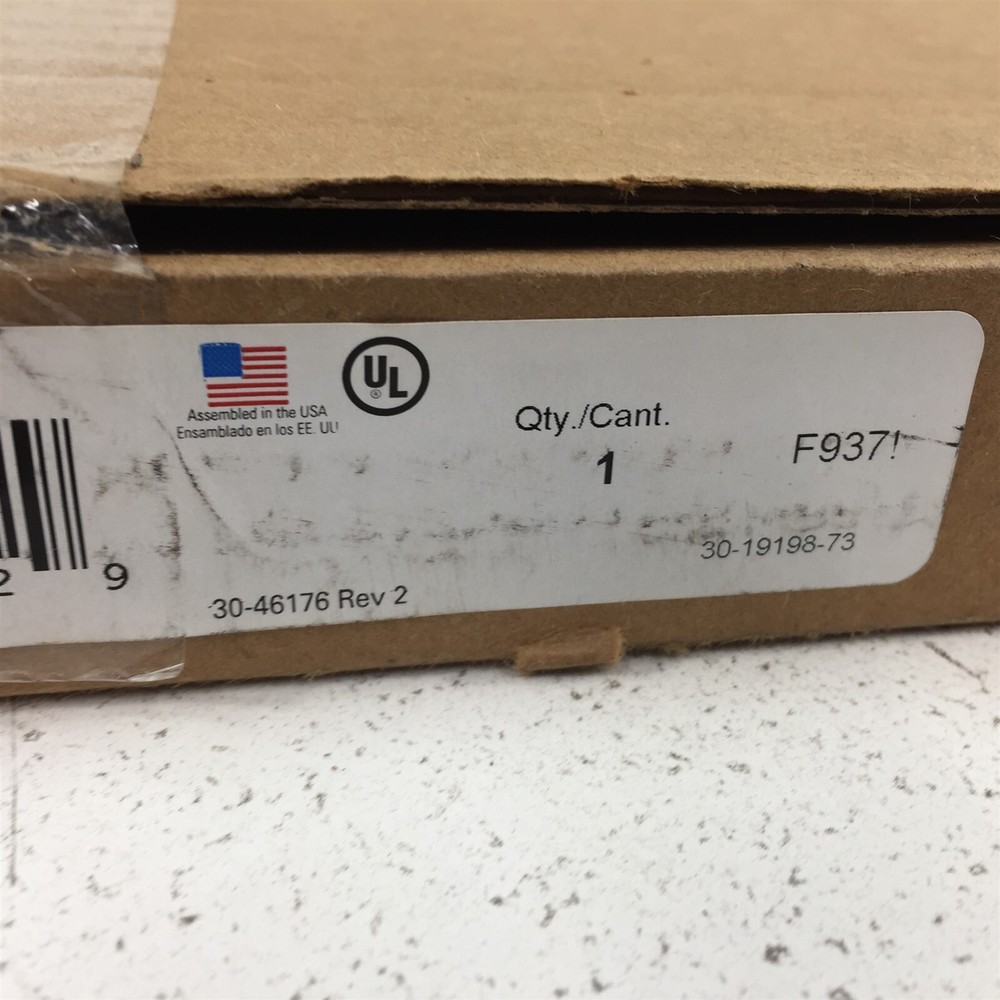 UL
®
Assembled in the USA
Ensamblado en los EE. UU
Qty./Cant.
1
30-19198-73
2 9
30-46176 Rev 2